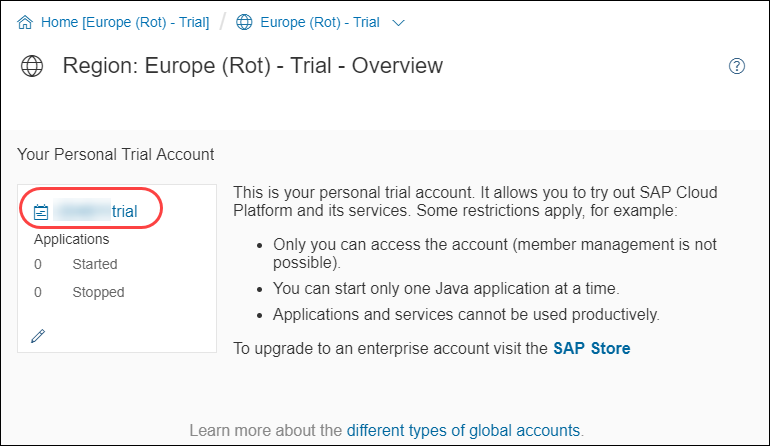 Home [Europe (Rot) - Trial] / Europe (Rot) - Trial
Region: Europe (Rot) - Trial - Overview
?
Your Personal Trial Account
trial
Applications
0 Started
0 Stopped
This is your personal trial account. It allows you to try out SAP Cloud
Platform and its services. Some restrictions apply, for example:
• Only you can access the account (member management is not
possible).
• You can start only one Java application at a time.
• Applications and services cannot be used productively.
To upgrade to an enterprise account visit the SAP Store
Learn more about the different types of global accounts.